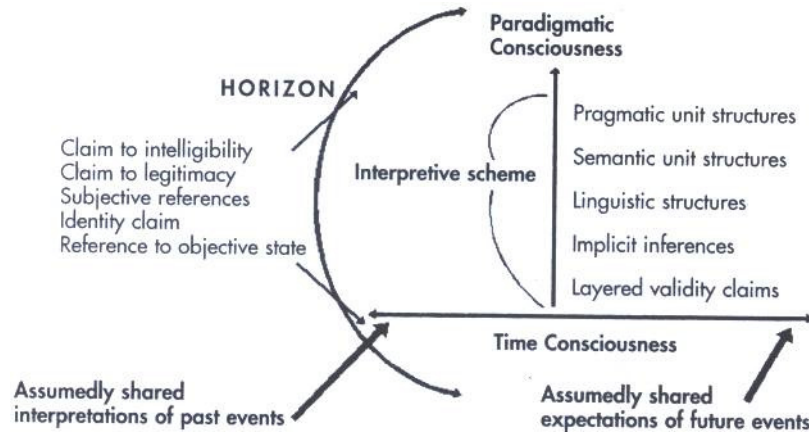 Paradigmatic
Consciousness
HORIZON
Claim to intelligibility
Claim to legitimacy
Subjective references
Identity claim
Reference to objective state
Interpretive scheme
Pragmatic unit structures
Semantic unit structures
Linguistic structures
Implicit inferences
Layered validity claims
Time Consciousness
Assumedly shared
interpretations of past events
Assumedly shared
expectations of future events